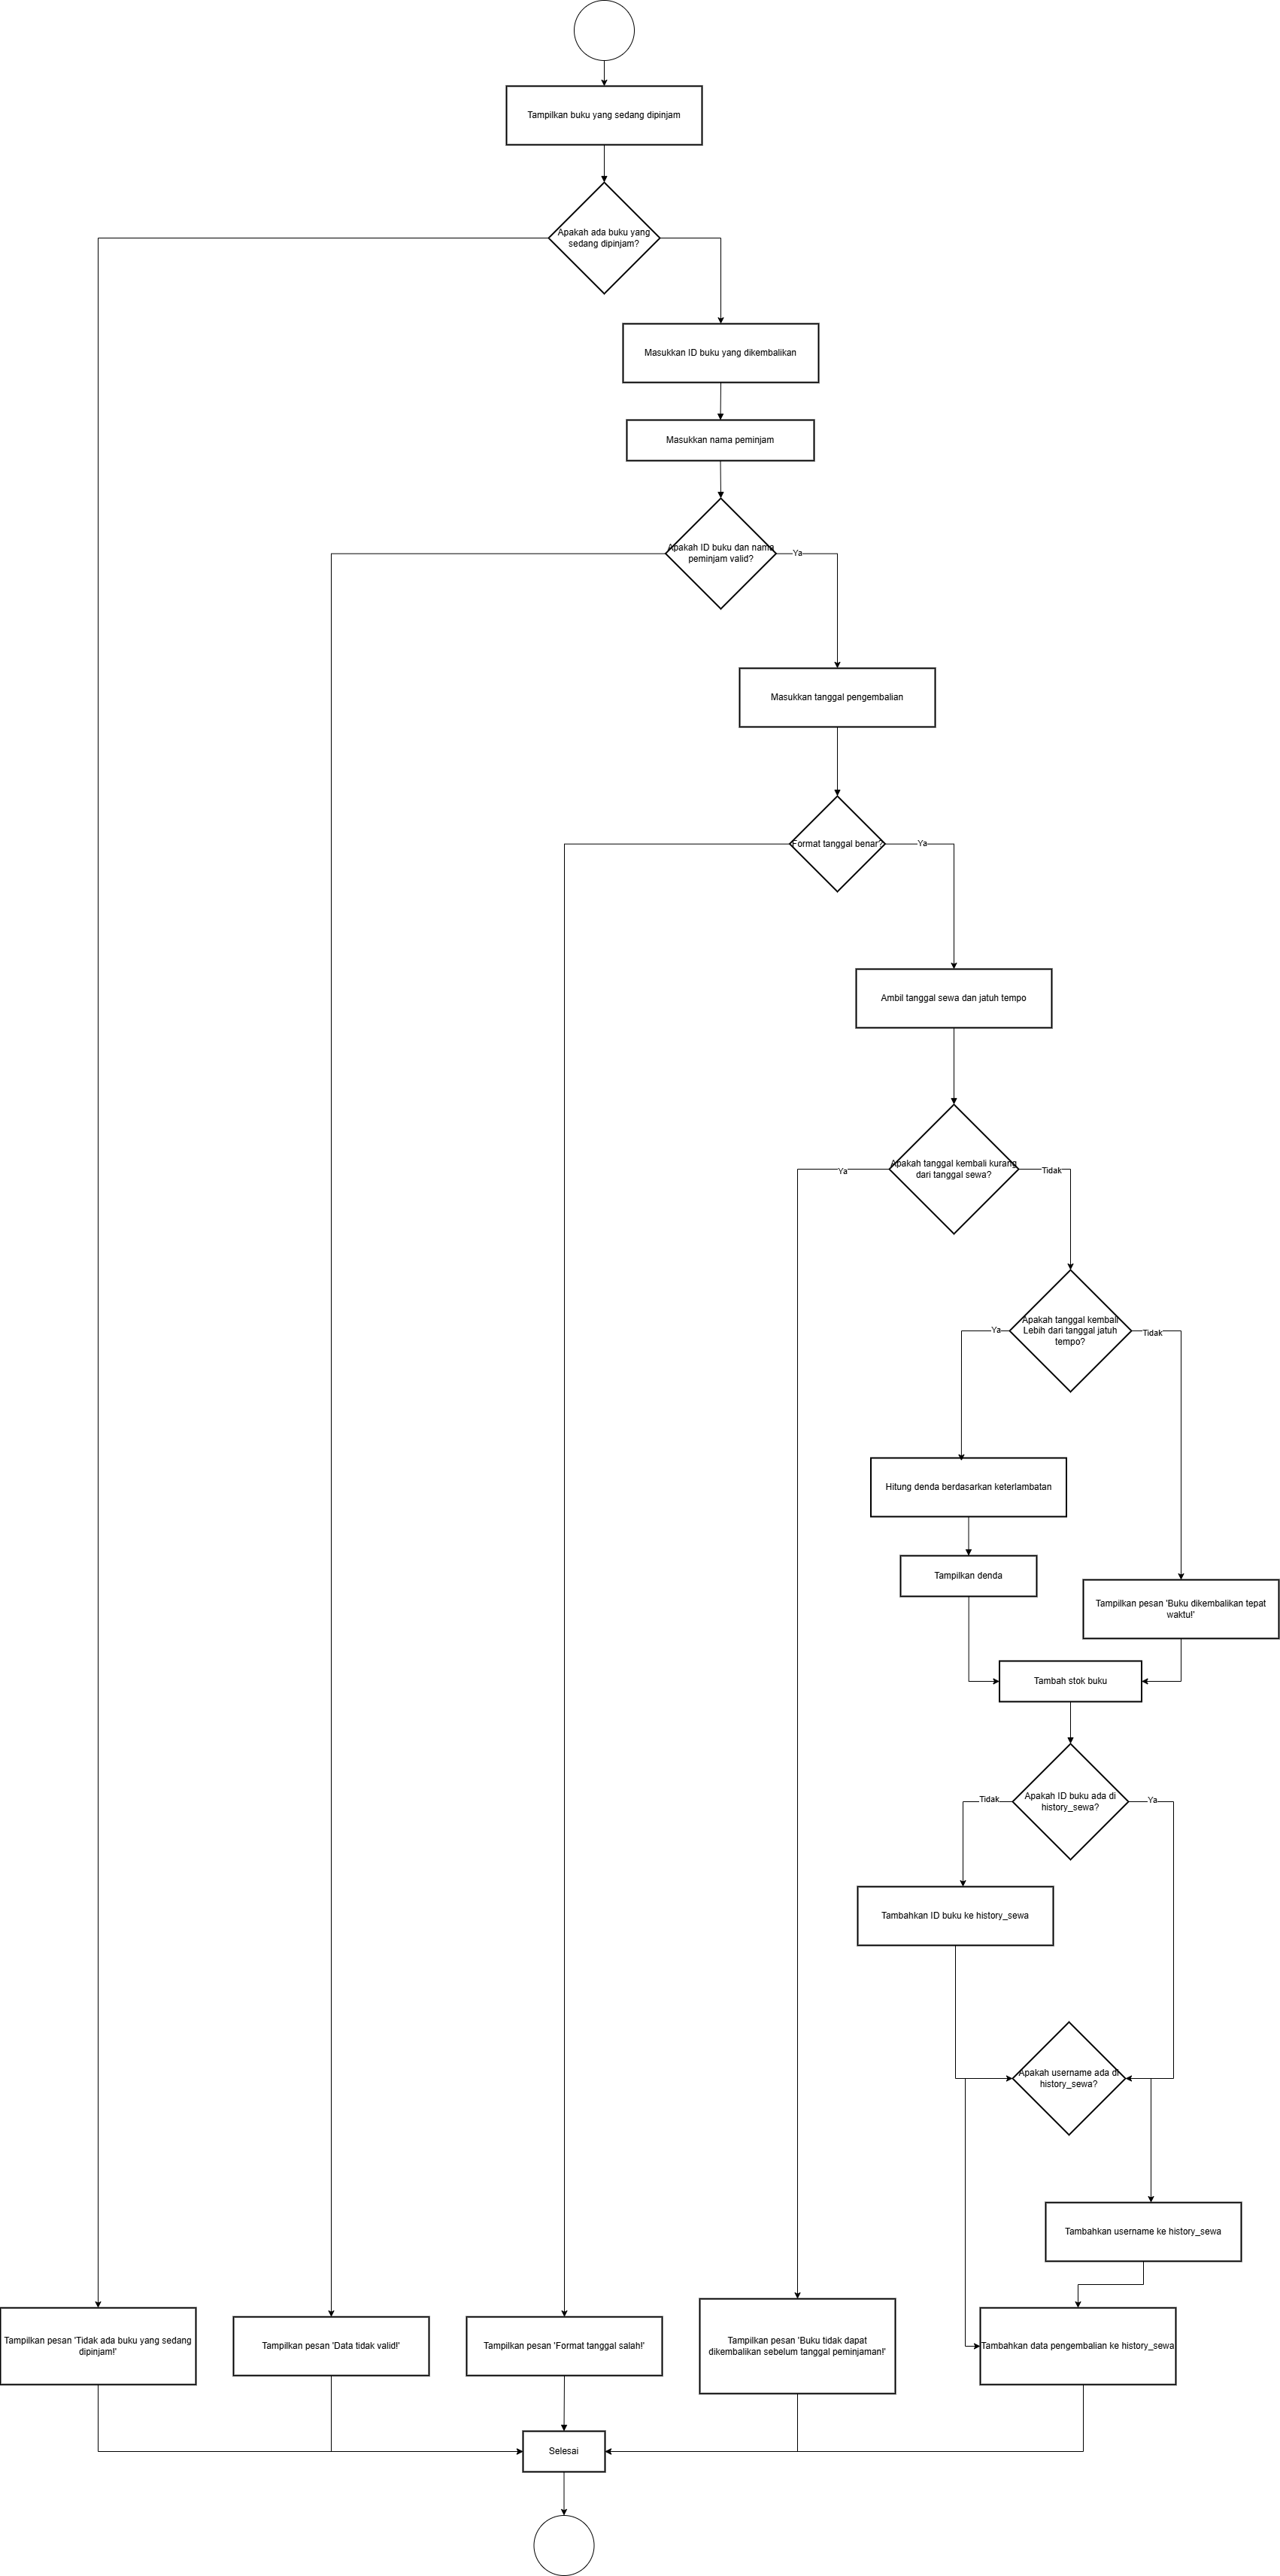 Tampilkan buku yang sedang dipinjam
Apakah ada buku yang
sedang dipinjam?
Masukkan ID buku yang dikembalikan
Masukkan nama peminjam
Apakah ID buku dan nama
peminjam valid?
Ya
Masukkan tanggal pengembalian
Format tanggal benar?
Ya
Ambil tanggal sewa dan jatuh tempo
Apakah tanggal kembali kurang
dari tanggal sewa?
Ya
Tidak
Apakah tanggal kembali
Lebih dari tanggal jatuh
tempo?
Ya
Tidak
Hitung denda berdasarkan keterlambatan
Tampilkan denda
Tampilkan pesan 'Buku dikembalikan tepat
waktu!'
Tambah stok buku
Apakah ID buku ada di
history_sewa?
Tidak
Ya
Tambahkan ID buku ke history_sewa
Apakah username ada di
history_sewa?
Tambahkan username ke history_sewa
Tampilkan pesan 'Tidak ada buku yang sedang
dipinjam!'
Tampilkan pesan 'Data tidak valid!'
Tampilkan pesan 'Format tanggal salah!'
Tampilkan pesan 'Buku tidak dapat
dikembalikan sebelum tanggal peminjaman!'
Tambahkan data pengembalian ke history_sewa
Selesai